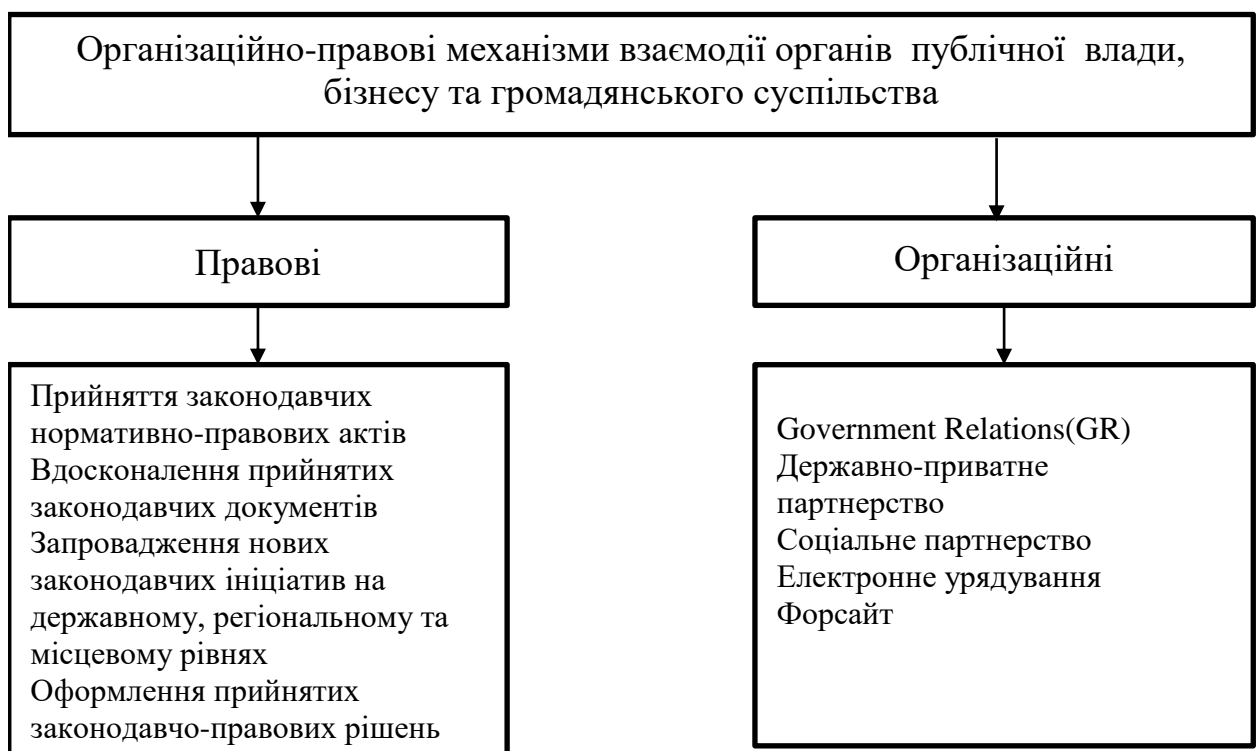 Організаційно-правові механізми взаємодії органів публічної влади,
бізнесу та громадянського суспільства
Правові
Організаційні
Прийняття законодавчих
нормативно-правових актів
Вдосконалення прийнятих
законодавчих документів
Запровадження нових
законодавчих ініціатив на
державному, регіональному та
місцевому рівнях
Оформлення прийнятих
законодавчо-правових рішень
Government Relations(GR)
Державно-приватне
партнерство
Соціальне партнерство
Електронне урядування
Форсайт